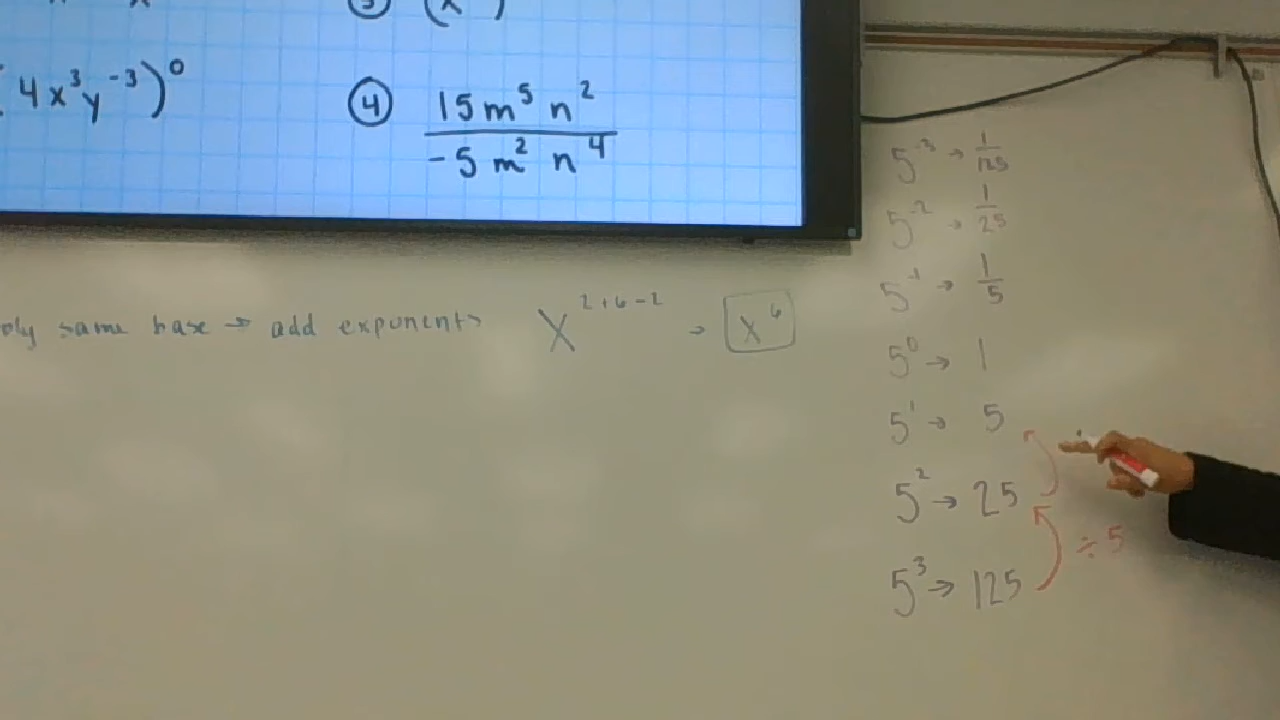 4x³y⁻³)⁰
④ 15m⁵n²
-5m²n⁴
same base → add exponents x²⁺⁶⁻² → x⁶
5⁻³ → 1/125
5⁻² → 1/25
5⁻¹ → 1/5
5⁰ → 1
5¹ → 5
5² → 25
5³ → 125
÷5